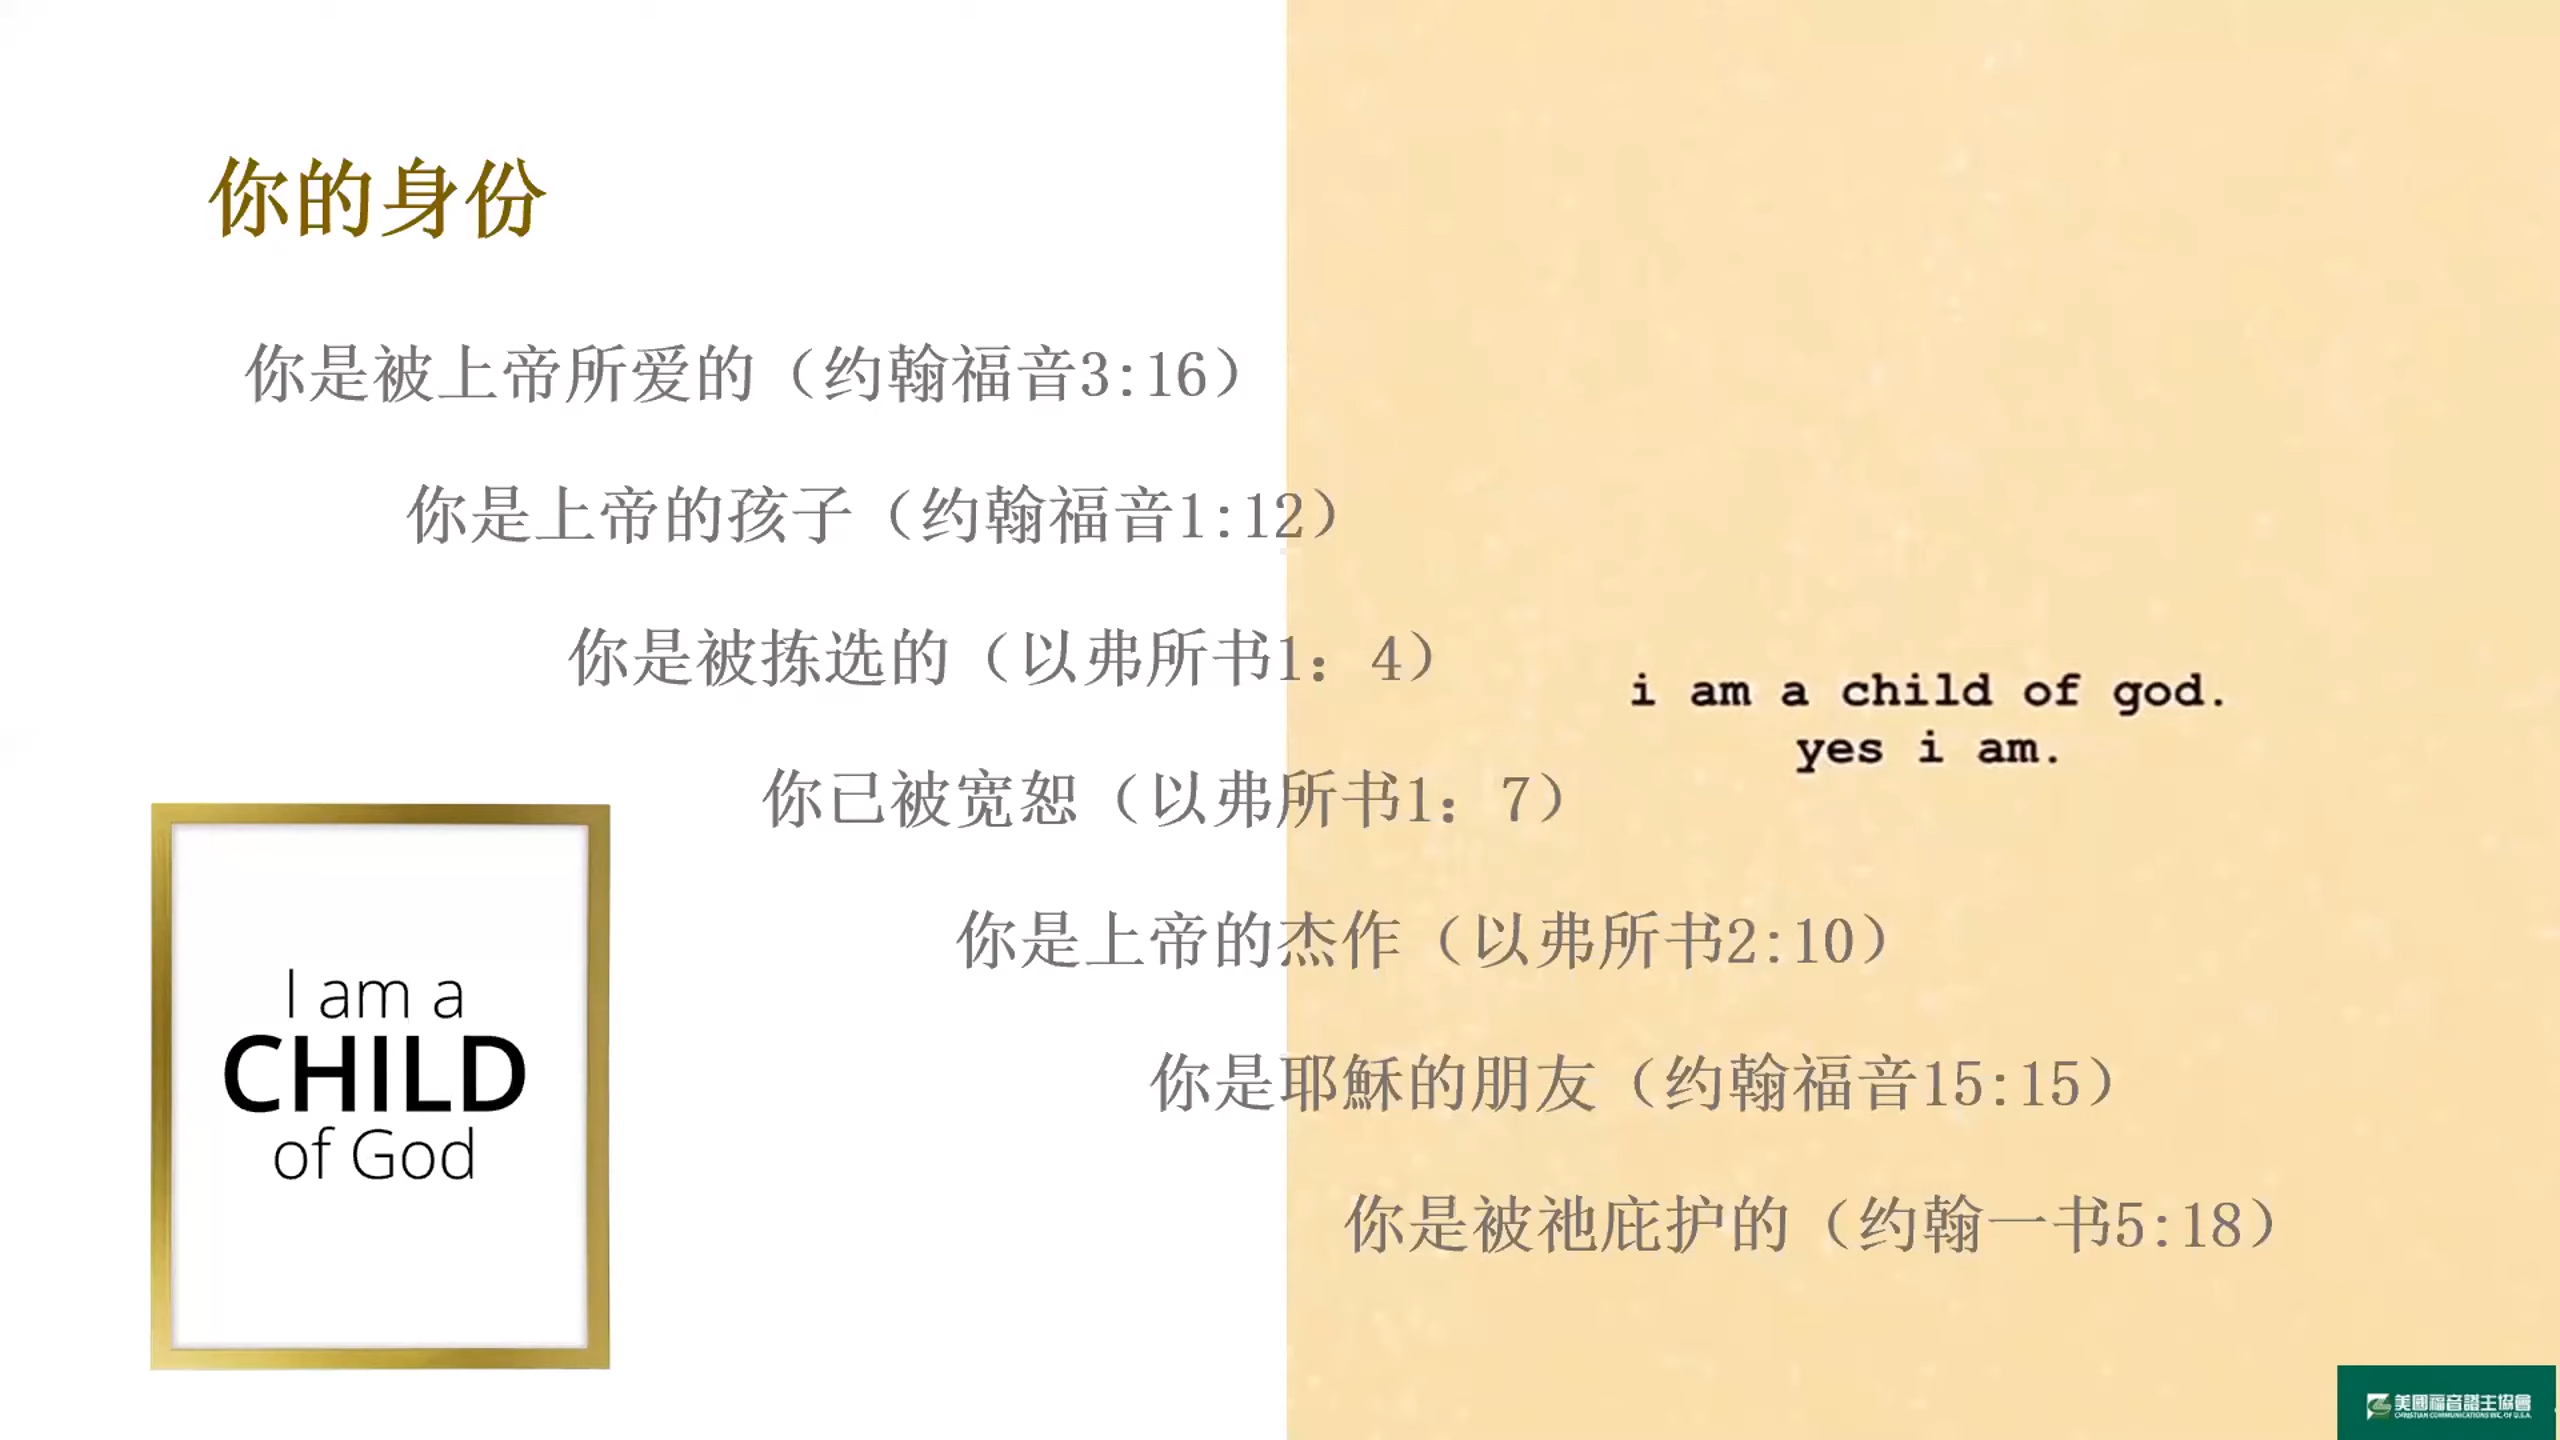 你的身份
你是被上帝所爱的（约翰福音3:16）
你是上帝的孩子（约翰福音1:12）
你是被拣选的（以弗所书1：4）
你已被宽恕（以弗所书1：7）
你是上帝的杰作（以弗所书2:10）
你是耶穌的朋友（约翰福音15:15）
你是被祂庇护的（约翰一书5:18）
i am a child of god.
yes i am.
I am a
CHILD
of God
美國福音證主協會
CHRISTIAN COMMUNICATIONS INC. OF U.S.A.